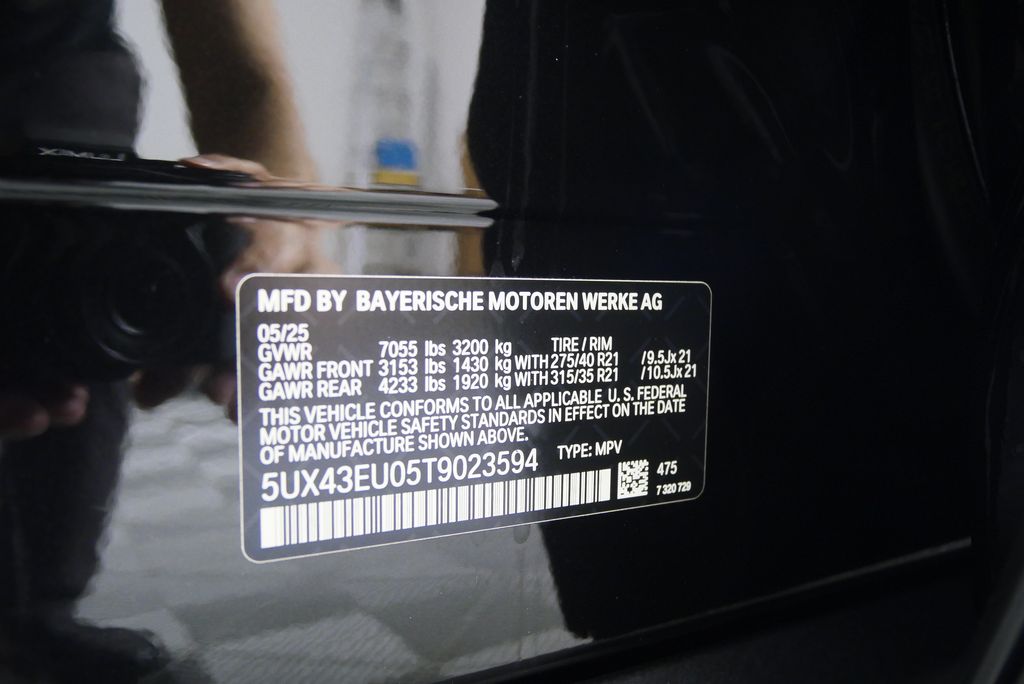 MFD BY BAYERISCHE MOTOREN WERKE AG
05/25
GVWR 7055 lbs 3200 kg TIRE / RIM
GAWR FRONT 3153 lbs 1430 kg WITH 275/40 R21 /9.5Jx 21
GAWR REAR 4233 lbs 1920 kg WITH 315/35 R21 /10.5Jx 21
THIS VEHICLE CONFORMS TO ALL APPLICABLE U.S. FEDERAL
MOTOR VEHICLE SAFETY STANDARDS IN EFFECT ON THE DATE
OF MANUFACTURE SHOWN ABOVE.
5UX43EU05T9023594 TYPE: MPV
475
7 320 729